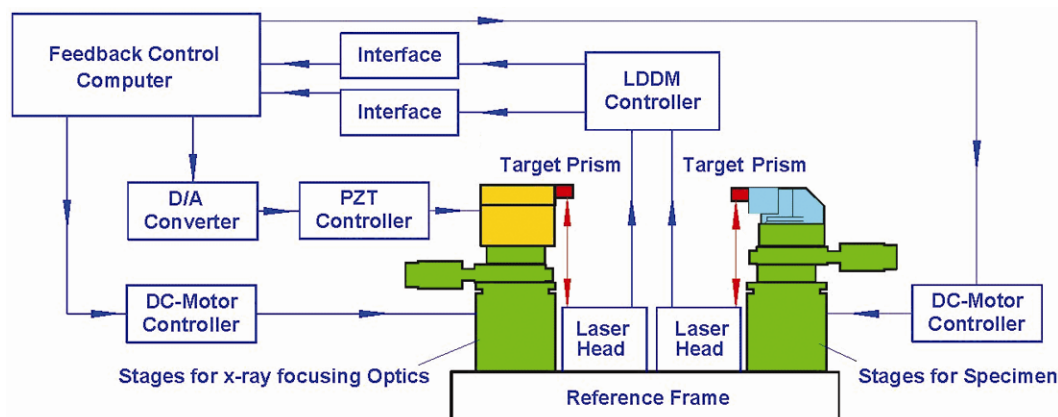 Feedback Control
Computer
Interface
Interface
LDDM
Controller
Target Prism
Target Prism
D/A
Converter
PZT
Controller
DC-Motor
Controller
Laser
Head
Laser
Head
DC-Motor
Controller
Stages for x-ray focusing Optics
Stages for Specimen
Reference Frame